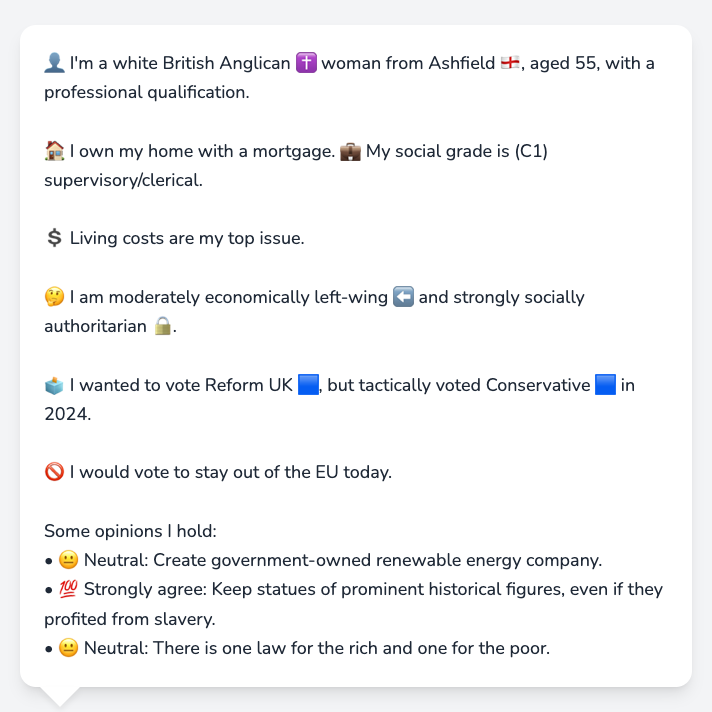 👤 I'm a white British Anglican ✝️ woman from Ashfield 🏴󠁧󠁢󠁥󠁮󠁧󠁿, aged 55, with a
professional qualification.
🏠 I own my home with a mortgage. 💼 My social grade is (C1)
supervisory/clerical.
💲 Living costs are my top issue.
🤔 I am moderately economically left-wing ⬅️ and strongly socially
authoritarian 🔒.
🗳️ I wanted to vote Reform UK 🟦, but tactically voted Conservative 🟦 in
2024.
🚫 I would vote to stay out of the EU today.
Some opinions I hold:
• 😐 Neutral: Create government-owned renewable energy company.
• 💯 Strongly agree: Keep statues of prominent historical figures, even if they
profited from slavery.
• 😐 Neutral: There is one law for the rich and one for the poor.